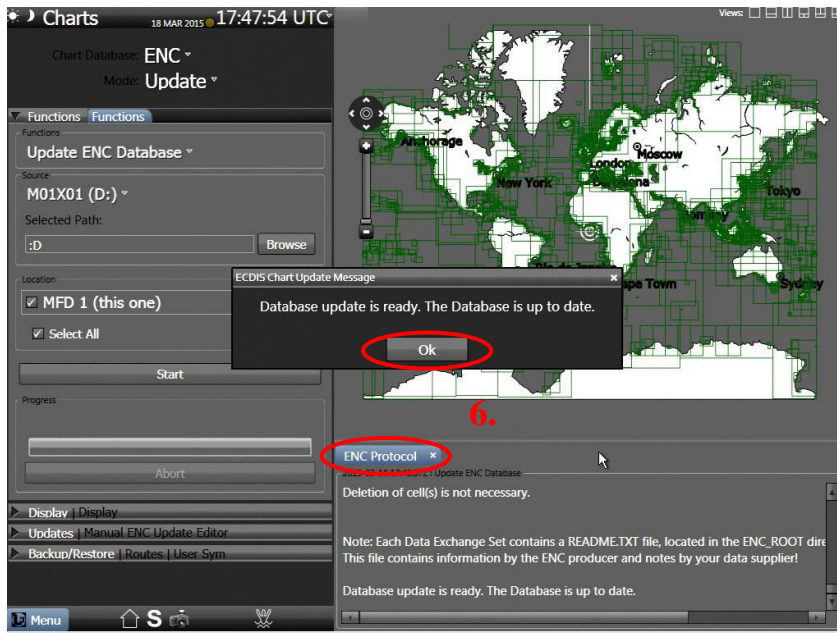 Charts 18 MAR 2015 17:47:54 UTC
Views:
Chart Database: ENC
Mode: Update
Functions Functions
Functions
Update ENC Database
Source
M01X01 (D:)
Selected Path:
:D Browse
Location
MFD 1 (this one)
Select All
Start
Progress
Abort
Display | Display
Updates | Manual ENC Update Editor
Backup/Restore | Routes | User Sym
Menu S
Anchorage
London
Moscow
New York
Tokyo
Sydney
ECDIS Chart Update Message
Database update is ready. The Database is up to date.
Ok
6.
ENC Protocol
: Update ENC Database
Deletion of cell(s) is not necessary.
Note: Each Data Exchange Set contains a README.TXT file, located in the ENC_ROOT dire
This file contains information by the ENC producer and notes by your data supplier!
Database update is ready. The Database is up to date.